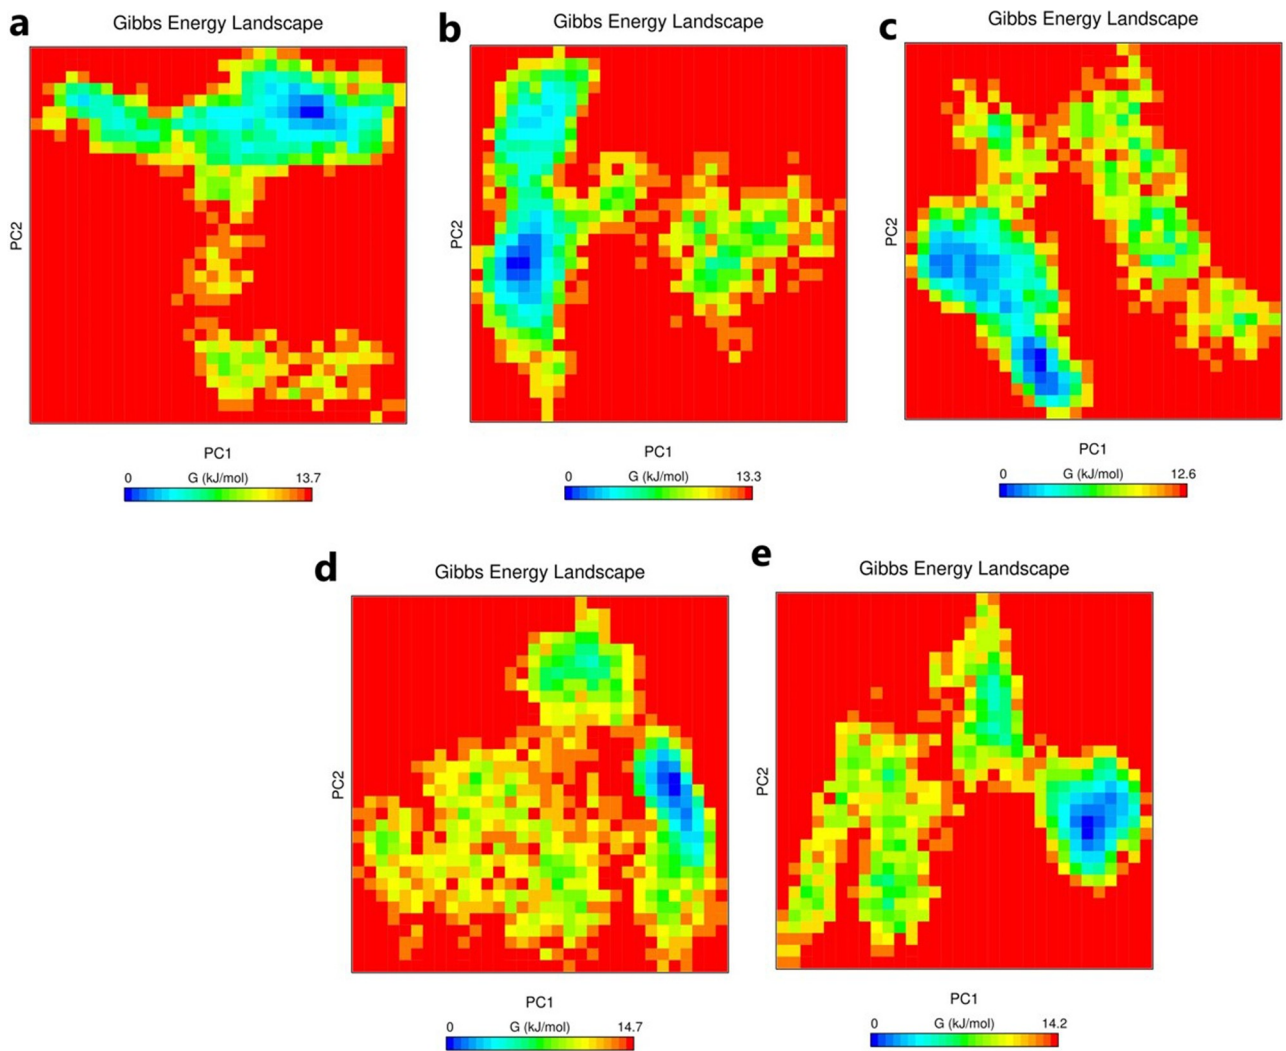 a
Gibbs Energy Landscape
PC2
PC1
0 G (kJ/mol) 13.7
b
Gibbs Energy Landscape
PC2
PC1
0 G (kJ/mol) 13.3
c
Gibbs Energy Landscape
PC2
PC1
0 G (kJ/mol) 12.6
d
Gibbs Energy Landscape
PC2
PC1
0 G (kJ/mol) 14.7
e
Gibbs Energy Landscape
PC2
PC1
0 G (kJ/mol) 14.2